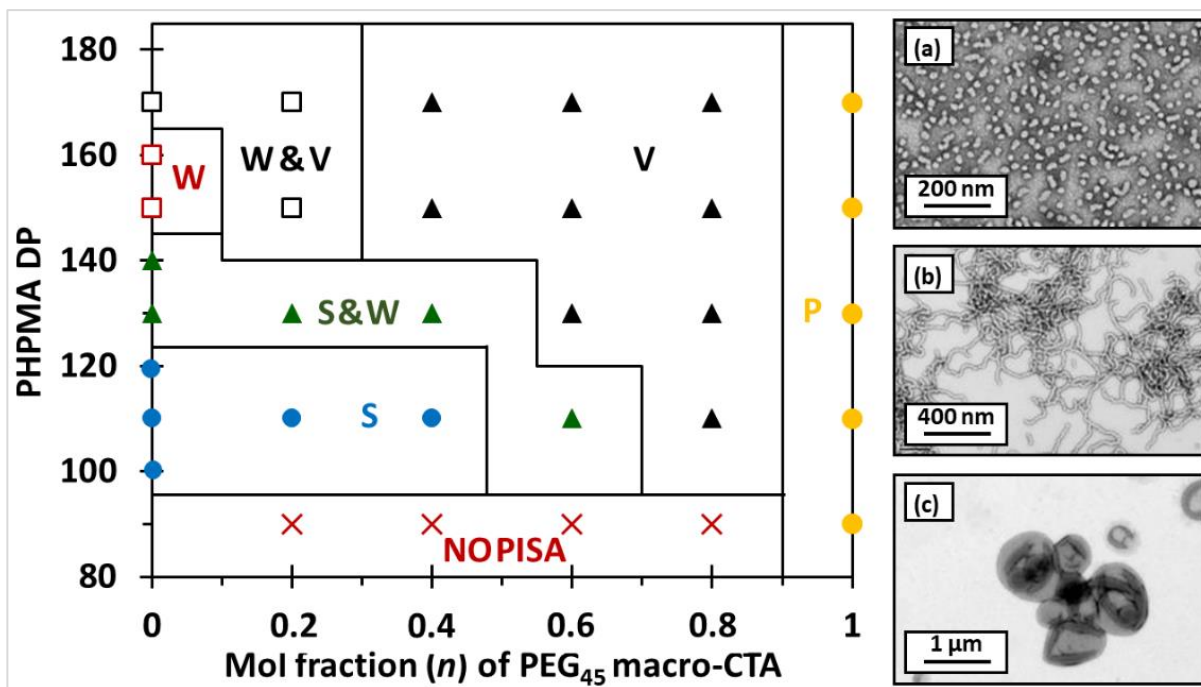 PHPMA DP
180
160
140
120
100
80
W
W & V
V
S&W
S
P
NO PISA
0
0.2
0.4
0.6
0.8
1
Mol fraction (n) of PEG₄₅ macro-CTA
(a)
200 nm
(b)
400 nm
(c)
1 µm